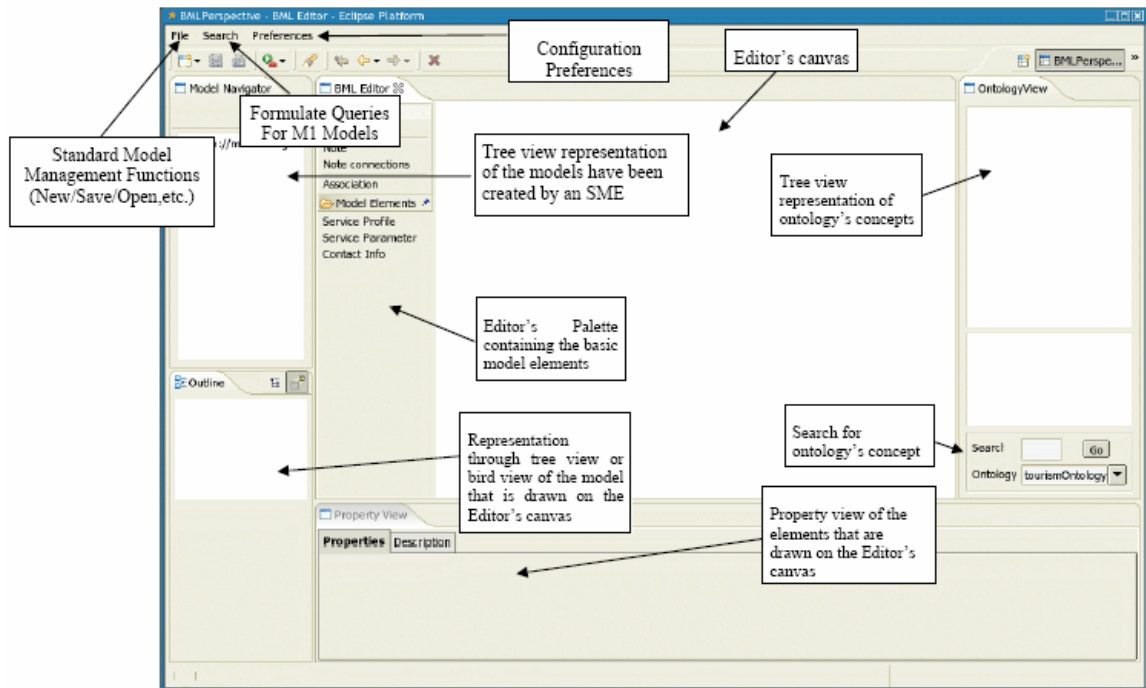 BMLPerspective - BML Editor - Eclipse Platform
File Search Preferences
BMLPerspe... »
Configuration
Preferences
Editor's canvas
Model Navigator
BML Editor
OntologyView
Formulate Queries
For M1 Models
Standard Model
Management Functions
(New/Save/Open,etc.)
Note
Note connections
Association
Model Elements
Service Profile
Service Parameter
Contact Info
Tree view representation
of the models have been
created by an SME
Tree view
representation of
ontology's concepts
Editor's Palette
containing the basic
model elements
Outline
Representation
through tree view or
bird view of the model
that is drawn on the
Editor's canvas
Search for
ontology's concept
Search Go
Ontology tourismOntology
Property View
Properties Description
Property view of the
elements that are
drawn on the Editor's
canvas